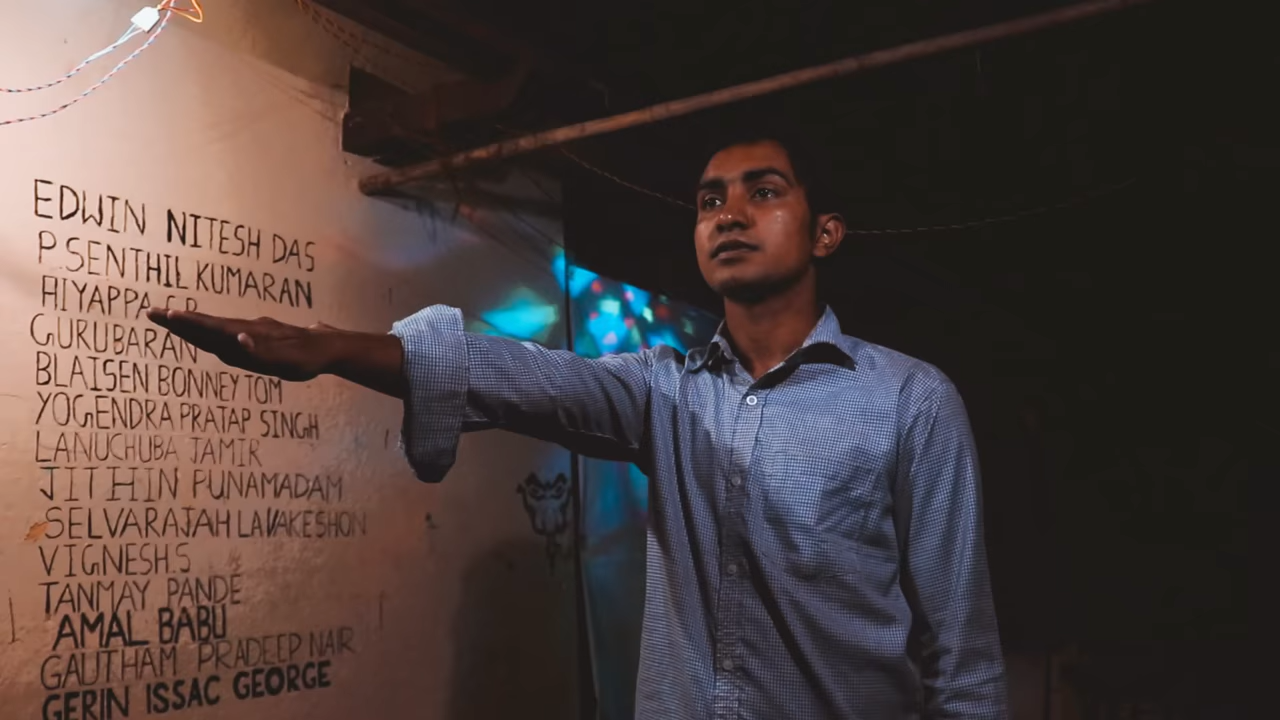 EDWIN NITESH DAS
P.SENTHIL KUMARAN
AIYAPPA
GURUBARAN
BLAISEN BONNEY TOM
YOGENDRA PRATAP SINGH
LANUCHUBA JAMIR
JITHIN PUNAMADAM
SELVARAJAH LAVAKESHON
VIGNESH.S
TANMAY PANDE
AMAL BABU
GAUTHAM PRADEEP NAIR
GERIN ISSAC GEORGE